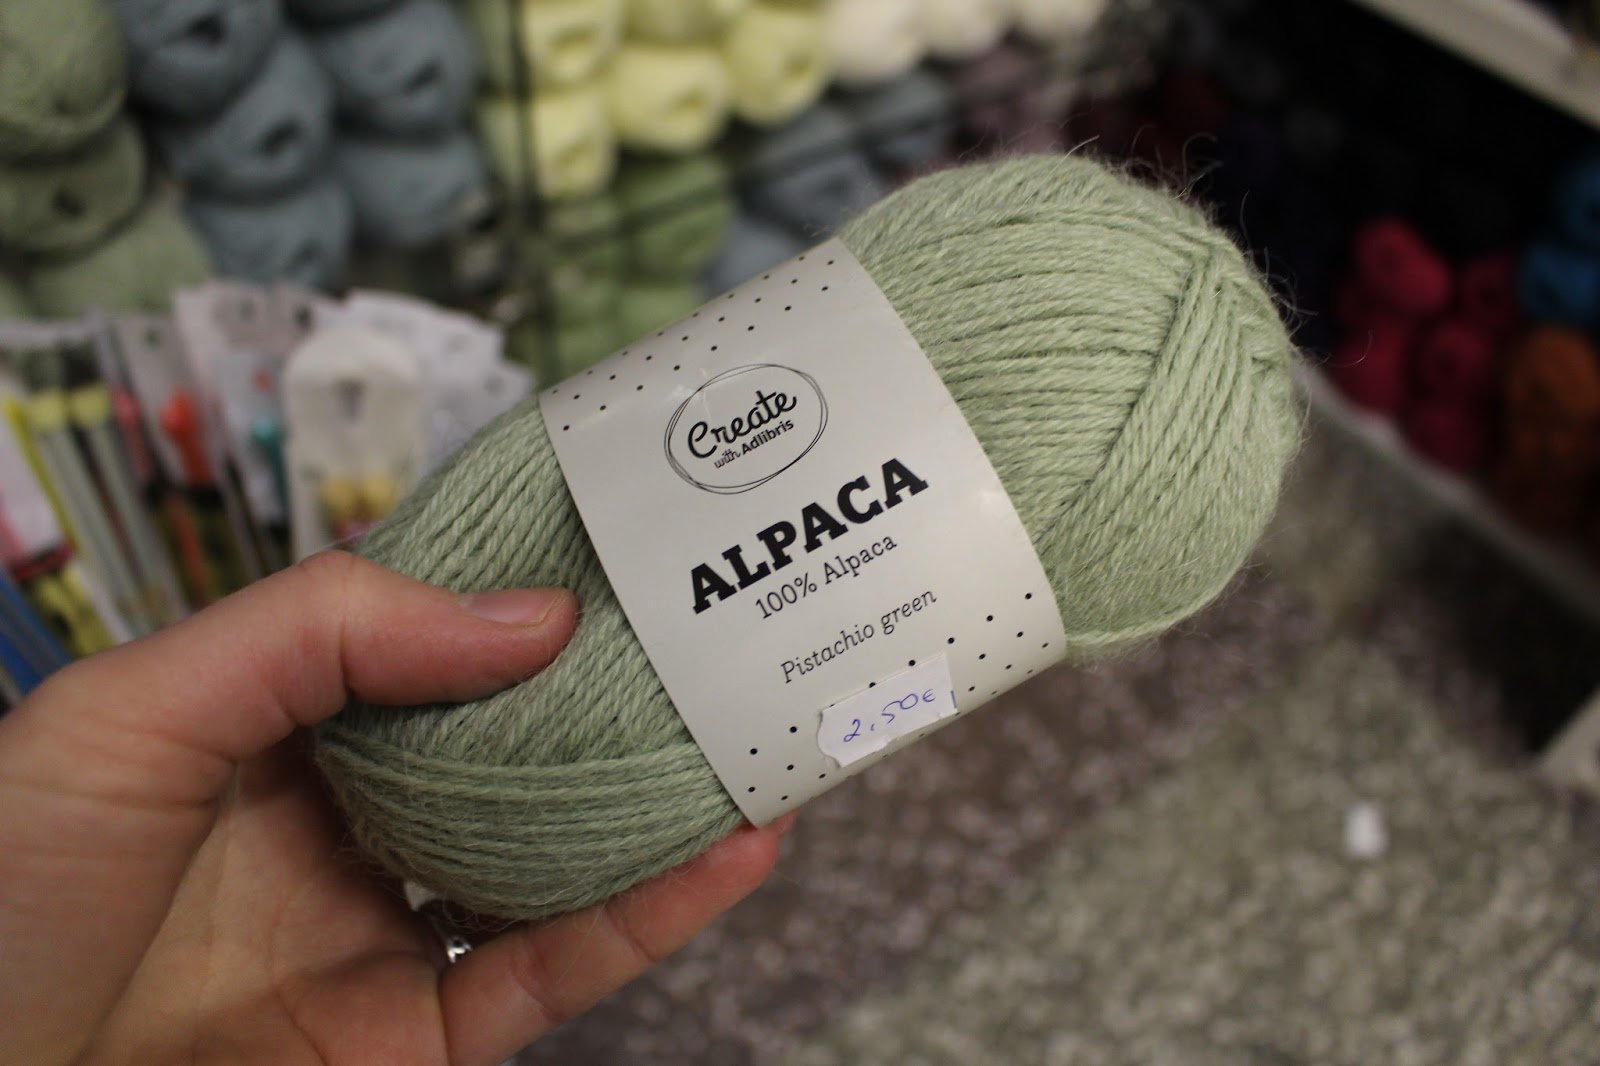 Create
with Adlibris
ALPACA
100% Alpaca
Pistachio green
2,50€